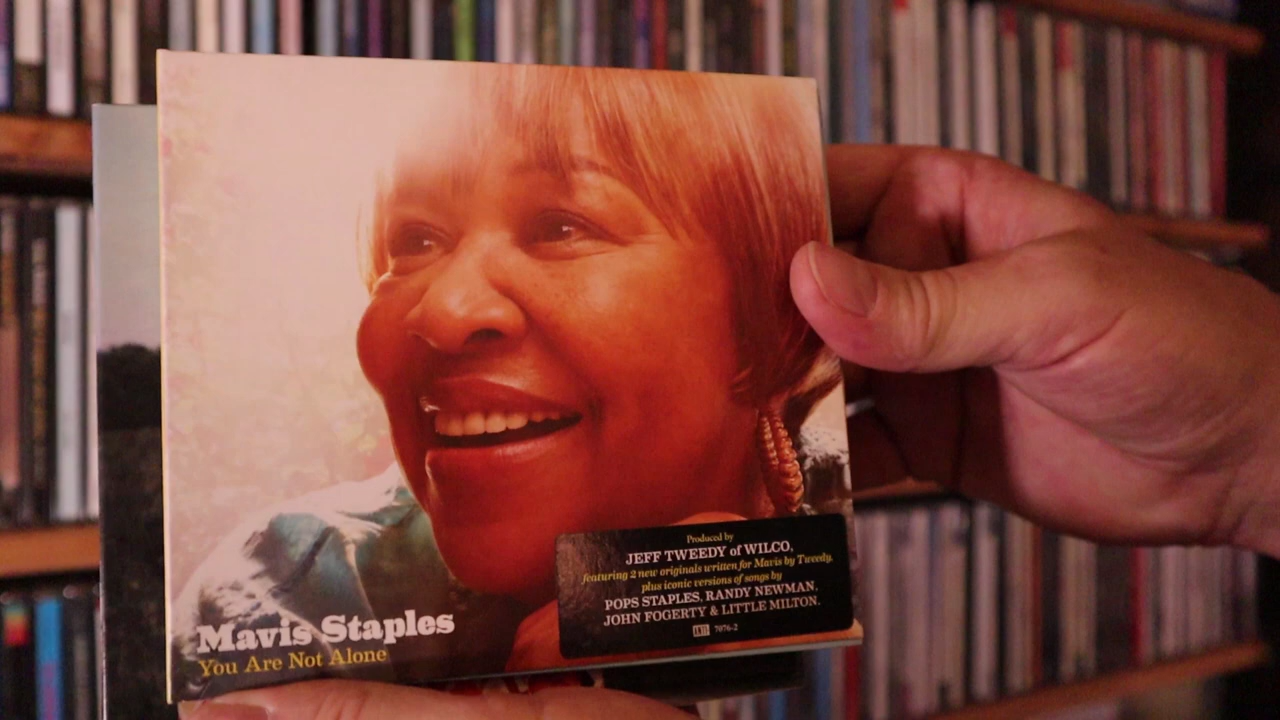 Mavis Staples
You Are Not Alone
Produced by
JEFF TWEEDY of WILCO,
featuring 2 new originals written for Mavis by Tweedy,
plus iconic versions of songs by
POPS STAPLES, RANDY NEWMAN,
JOHN FOGERTY & LITTLE MILTON.
ANTI 7076-2